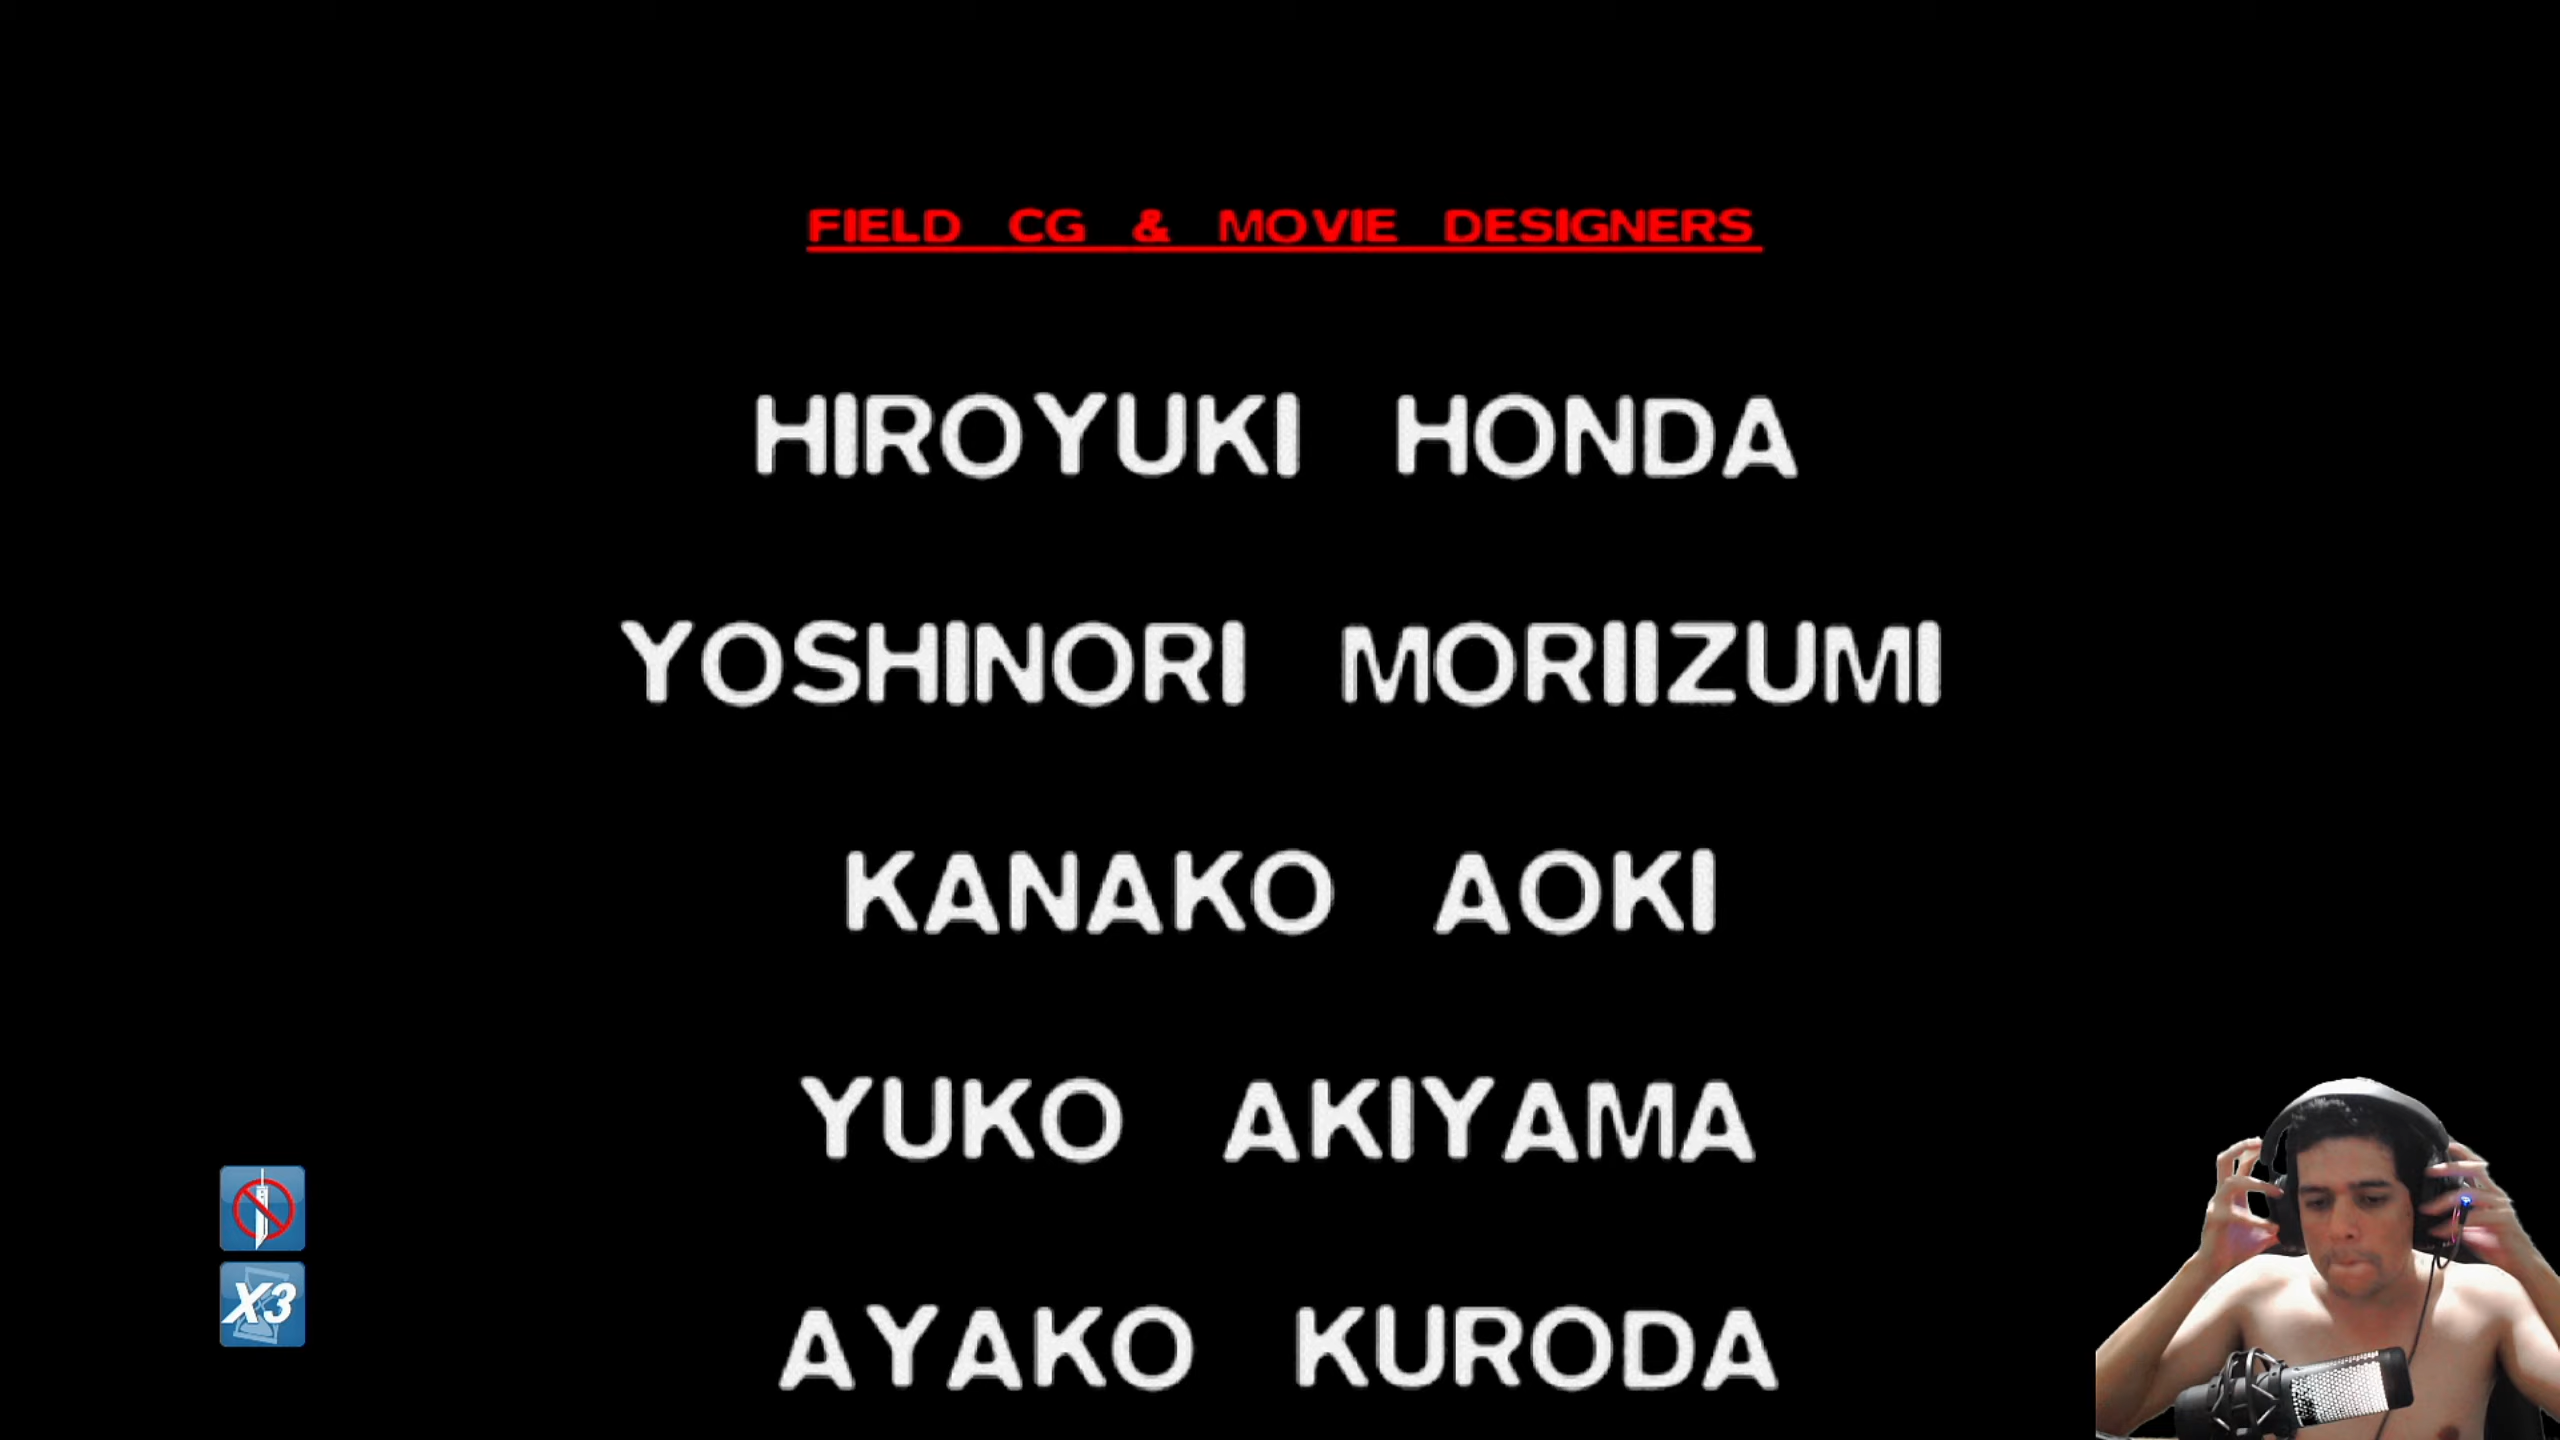 FIELD CG & MOVIE DESIGNERS
HIROYUKI HONDA
YOSHINORI MORIIZUMI
KANAKO AOKI
YUKO AKIYAMA
AYAKO KURODA
X3